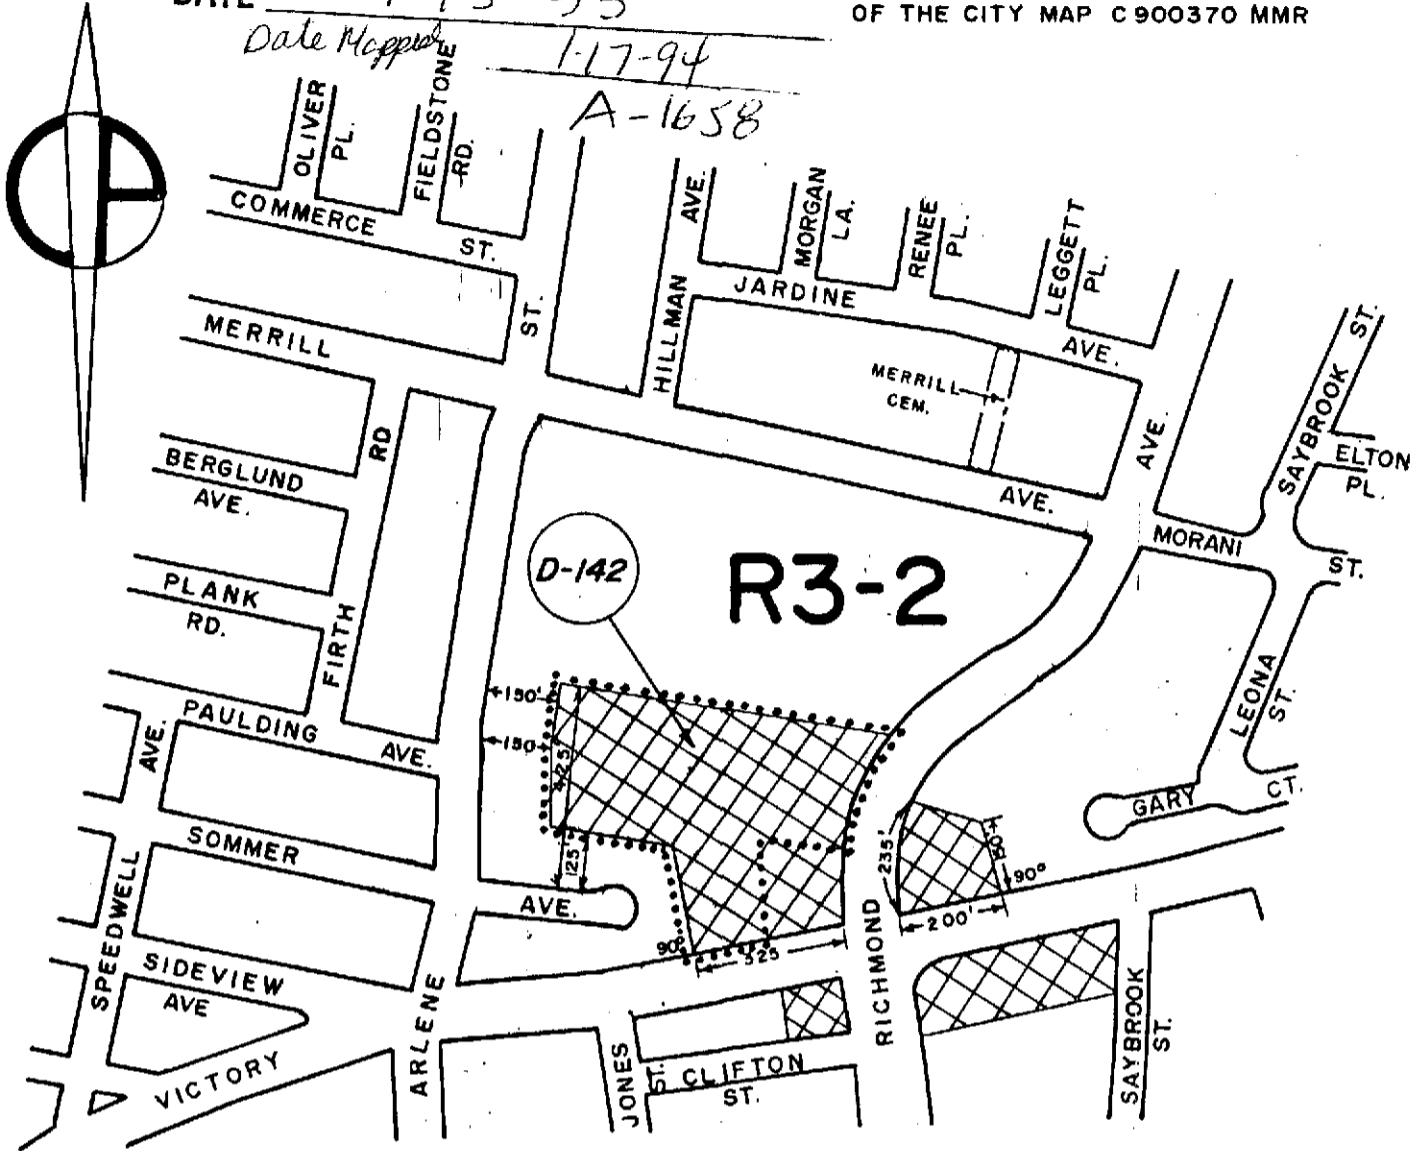 DATE
OF THE CITY MAP C900370 MMR
Date Mapped 1-17-94
A-1658
OLIVER PL.
FIELDSTONE RD.
COMMERCE ST.
ST.
HILLMAN AVE.
MORGAN LA.
RENEE PL.
LEGGETT PL.
JARDINE AVE.
MERRILL AVE.
MERRILL
CEM.
AVE.
SAYBROOK ST.
ELTON
PL.
MORANI ST.
BERGLUND
AVE.
FIRTH RD
PLANK
RD.
D-142
R3-2
LEONA ST.
PAULDING AVE.
150'
150
425
125'
AVE.
SOMMER AVE.
SPEEDWELL
GARY CT.
235'
90°
200'
90°
325
SIDEVIEW
AVE
VICTORY
ARLENE
JONES ST.
CLIFTON
ST.
RICHMOND
SAYBROOK ST.